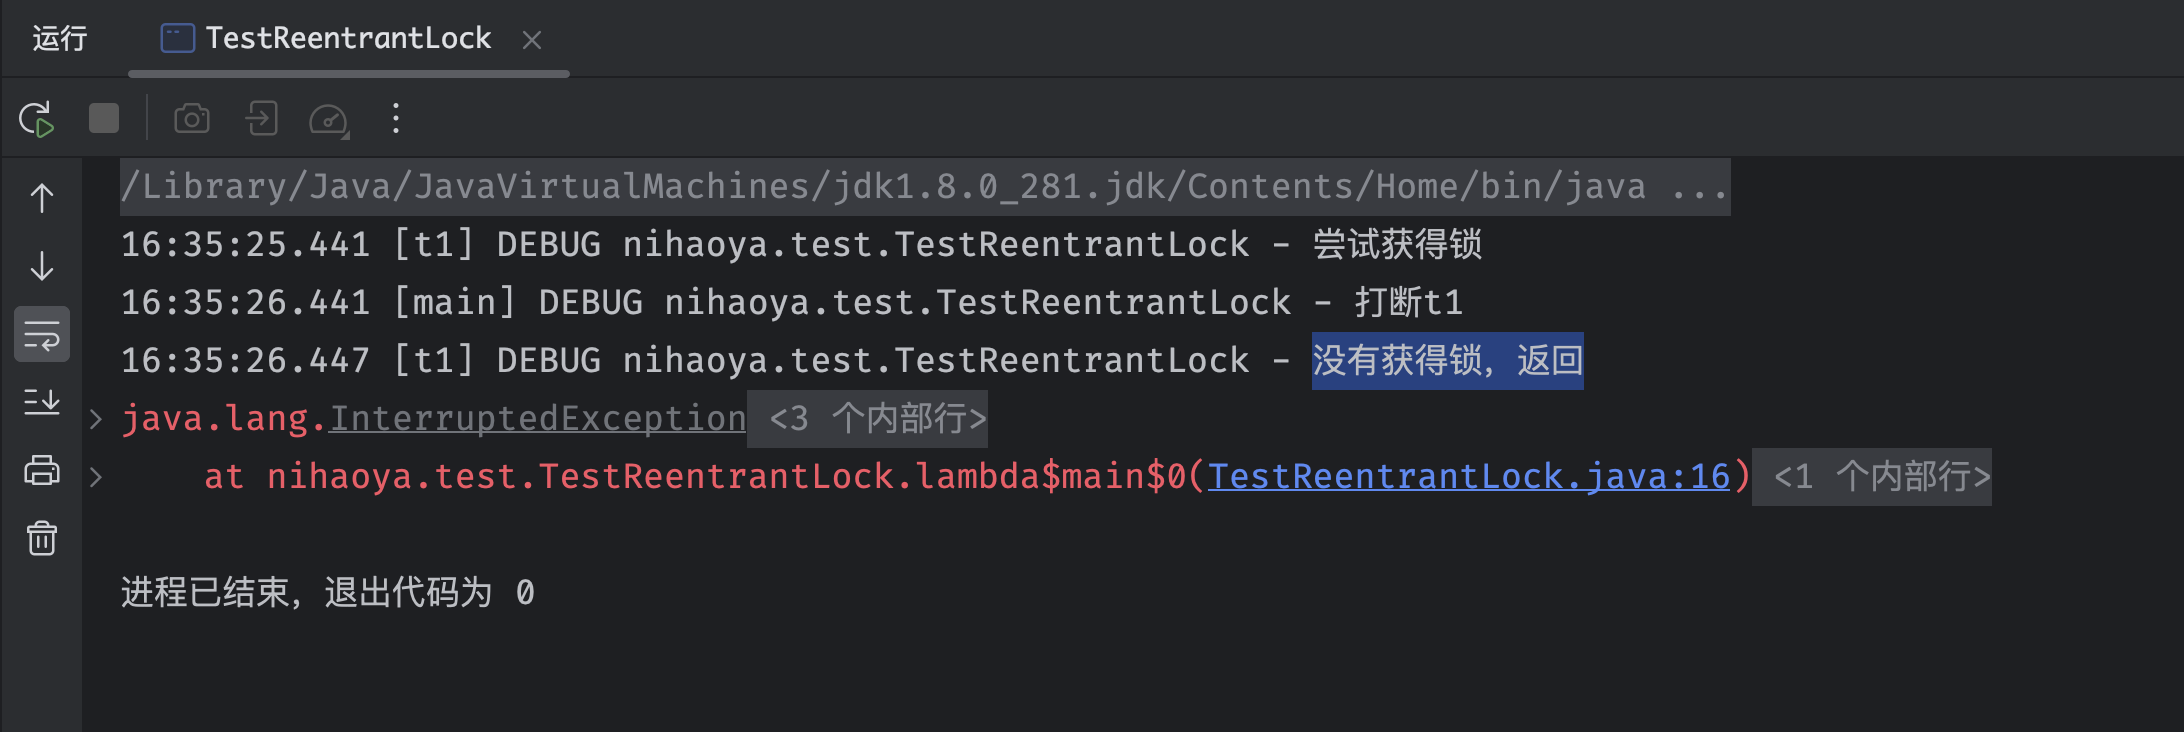 运行 TestReentrantLock
/Library/Java/JavaVirtualMachines/jdk1.8.0_281.jdk/Contents/Home/bin/java ...
16:35:25.441 [t1] DEBUG nihaoya.test.TestReentrantLock - 尝试获得锁
16:35:26.441 [main] DEBUG nihaoya.test.TestReentrantLock - 打断t1
16:35:26.447 [t1] DEBUG nihaoya.test.TestReentrantLock - 没有获得锁，返回
java.lang.InterruptedException <3 个内部行>
at nihaoya.test.TestReentrantLock.lambda$main$0(TestReentrantLock.java:16) <1 个内部行>
进程已结束，退出代码为 0